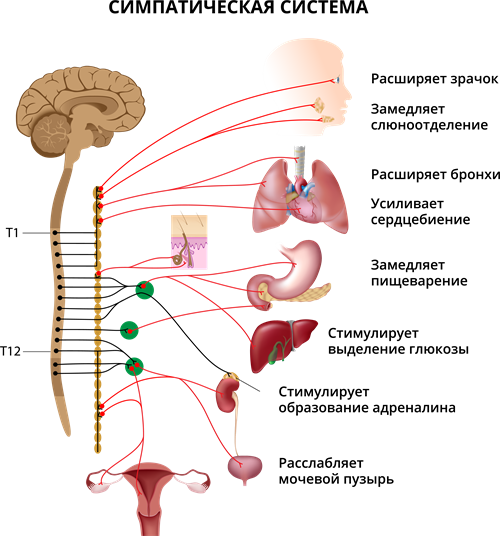 СИМПАТИЧЕСКАЯ СИСТЕМА
Расширяет зрачок
Замедляет
слюноотделение
Расширяет бронхи
Усиливает
сердцебиение
T1
Замедляет
пищеварение
Стимулирует
выделение глюкозы
T12
Стимулирует
образование адреналина
Расслабляет
мочевой пузырь